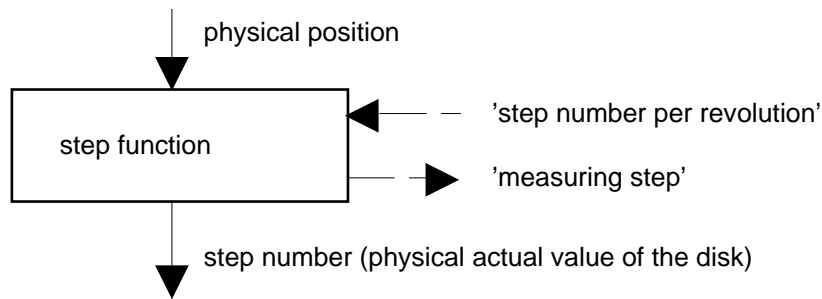 physical position
’step number per revolution’
step function
’measuring step’
step number (physical actual value of the disk)